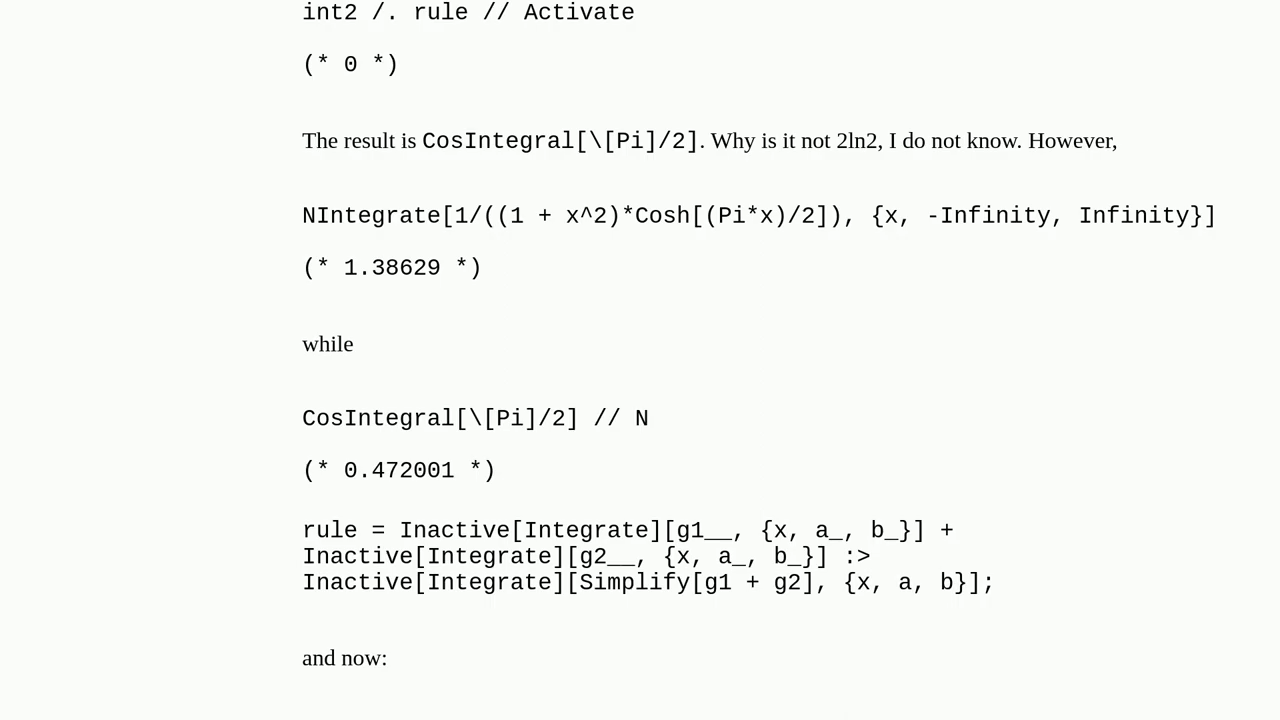 int2 /. rule // Activate
(* 0 *)
The result is CosIntegral[\[Pi]/2]. Why is it not 2ln2, I do not know. However,
NIntegrate[1/((1 + x^2)*Cosh[(Pi*x)/2]), {x, -Infinity, Infinity}]
(* 1.38629 *)
while
CosIntegral[\[Pi]/2] // N
(* 0.472001 *)
rule = Inactive[Integrate][g1__, {x, a_, b_}] +
Inactive[Integrate][g2__, {x, a_, b_}] :>
Inactive[Integrate][Simplify[g1 + g2], {x, a, b}];
and now: